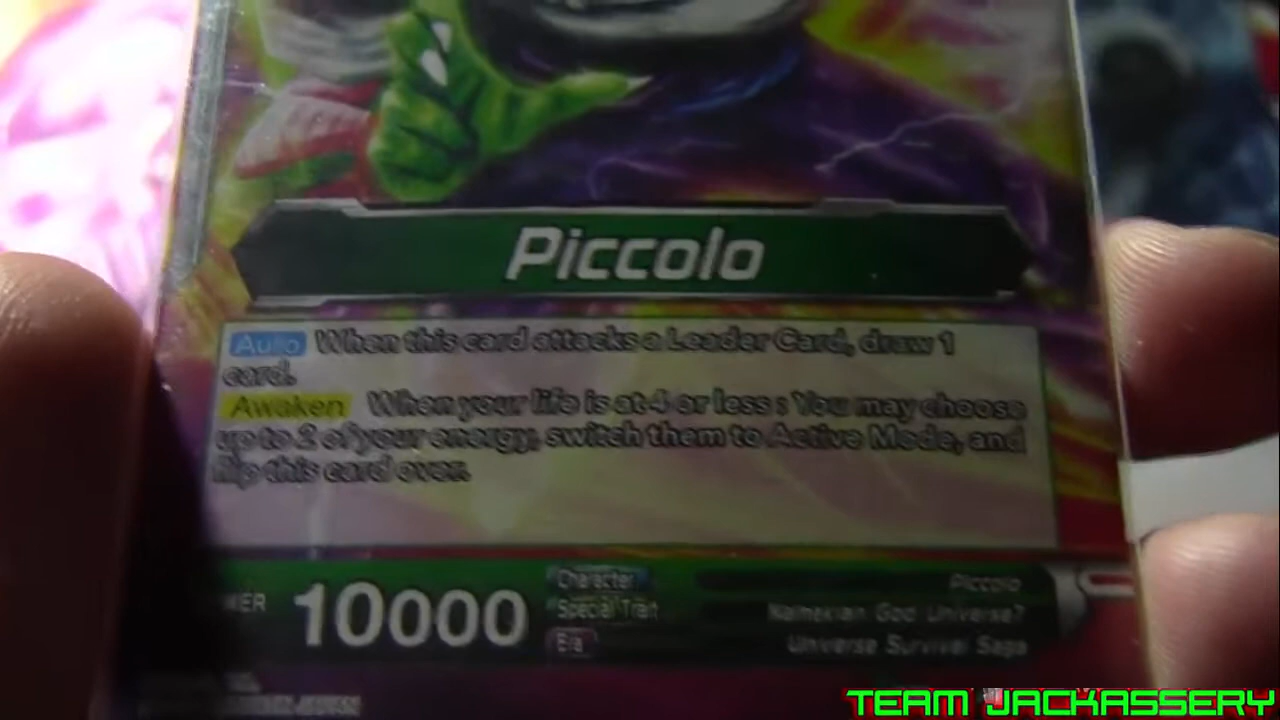 Piccolo
Auto When this card attacks a Leader Card, draw 1
card.
Awaken When your life is at 4 or less : You may choose
up to 2 of your energy, switch them to Active Mode, and
flip this card over.
10000
Character Piccolo
Special Trait Namekian God Universe7
Era Universe Survival Saga
TEAM JACKASSERY